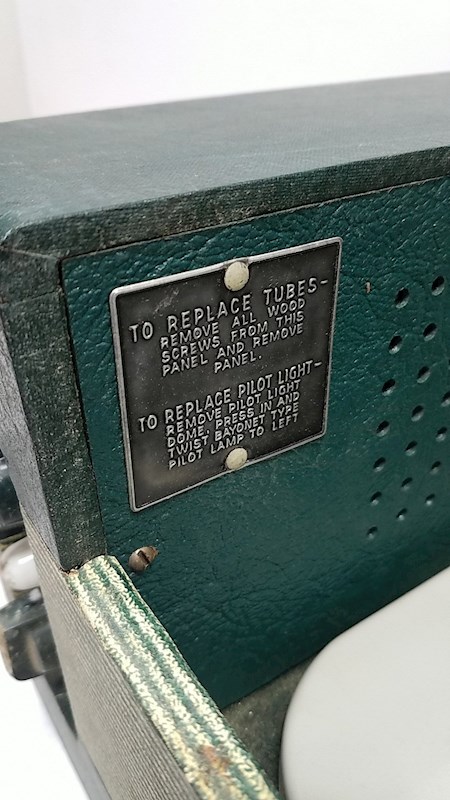 TO REPLACE TUBES-
REMOVE ALL WOOD
SCREWS FROM THIS
PANEL AND REMOVE
PANEL.
TO REPLACE PILOT LIGHT-
REMOVE PILOT LIGHT
DOME. PRESS IN AND
TWIST BAYONET TYPE
PILOT LAMP TO LEFT